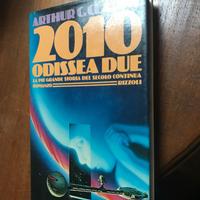 ARTHUR C. CLARKE
2010
ODISSEA DUE
LA PIÙ GRANDE STORIA DEL SECOLO CONTINUA
ROMANZO RIZZOLI